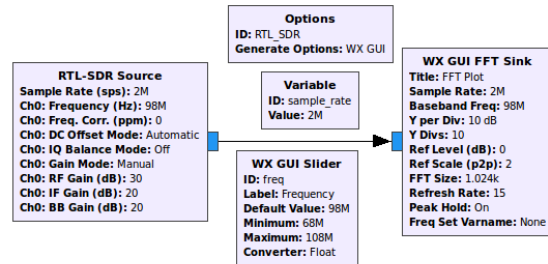 Options
ID: RTL_SDR
Generate Options: WX GUI
RTL-SDR Source
Sample Rate (sps): 2M
Ch0: Frequency (Hz): 98M
Ch0: Freq. Corr. (ppm): 0
Ch0: DC Offset Mode: Automatic
Ch0: IQ Balance Mode: Off
Ch0: Gain Mode: Manual
Ch0: RF Gain (dB): 30
Ch0: IF Gain (dB): 20
Ch0: BB Gain (dB): 20
Variable
ID: sample_rate
Value: 2M
WX GUI Slider
ID: freq
Label: Frequency
Default Value: 98M
Minimum: 68M
Maximum: 108M
Converter: Float
WX GUI FFT Sink
Title: FFT Plot
Sample Rate: 2M
Baseband Freq: 98M
Y per Div: 10 dB
Y Divs: 10
Ref Level (dB): 0
Ref Scale (p2p): 2
FFT Size: 1.024k
Refresh Rate: 15
Peak Hold: On
Freq Set Varname: None